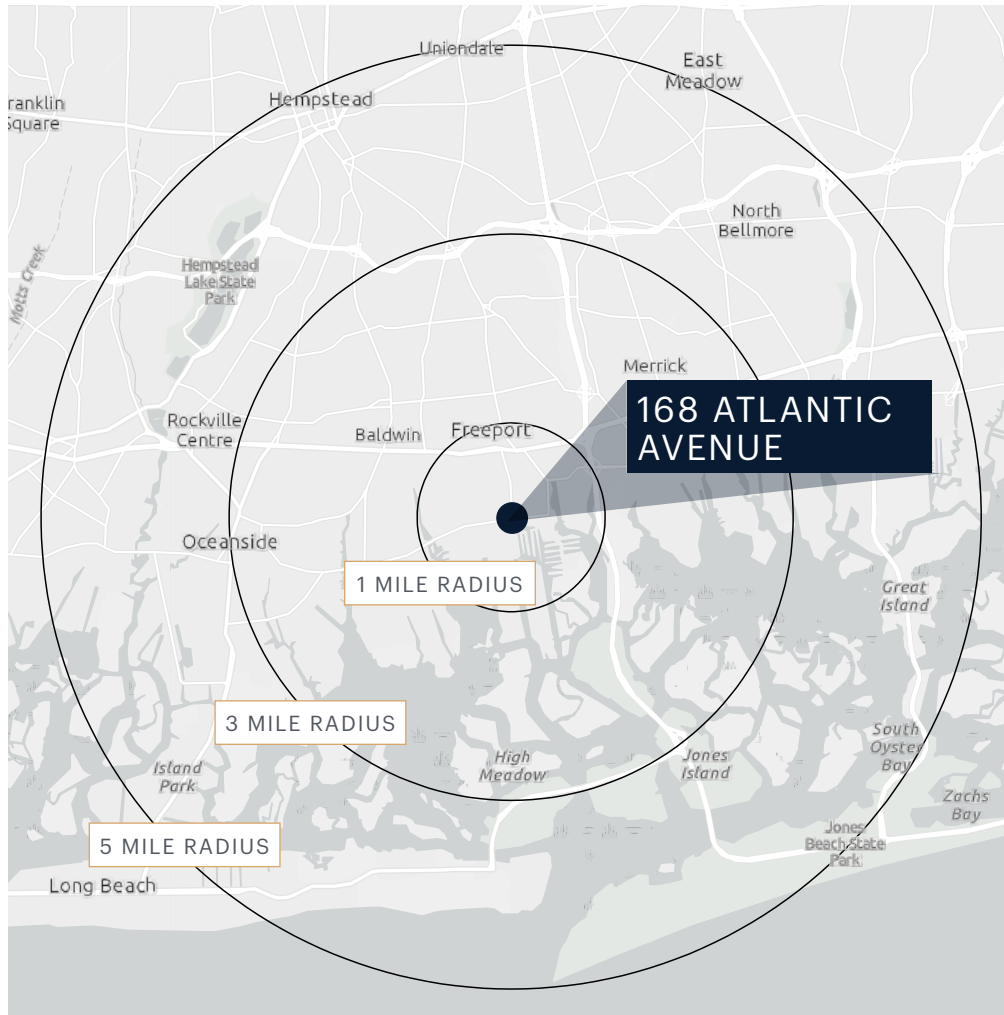 Uniondale
East
Meadow
Hempstead
ranklin
Square
North
Bellmore
Hempstead
Lake State
Park
Motts Creek
Merrick
168 ATLANTIC
AVENUE
Rockville
Centre
Baldwin
Freeport
Oceanside
1 MILE RADIUS
Great
Island
3 MILE RADIUS
South
Oyster
Bay
High
Meadow
Jones
Island
Island
Park
Zachs
Bay
5 MILE RADIUS
Jones
Beach State
Park
Long Beach